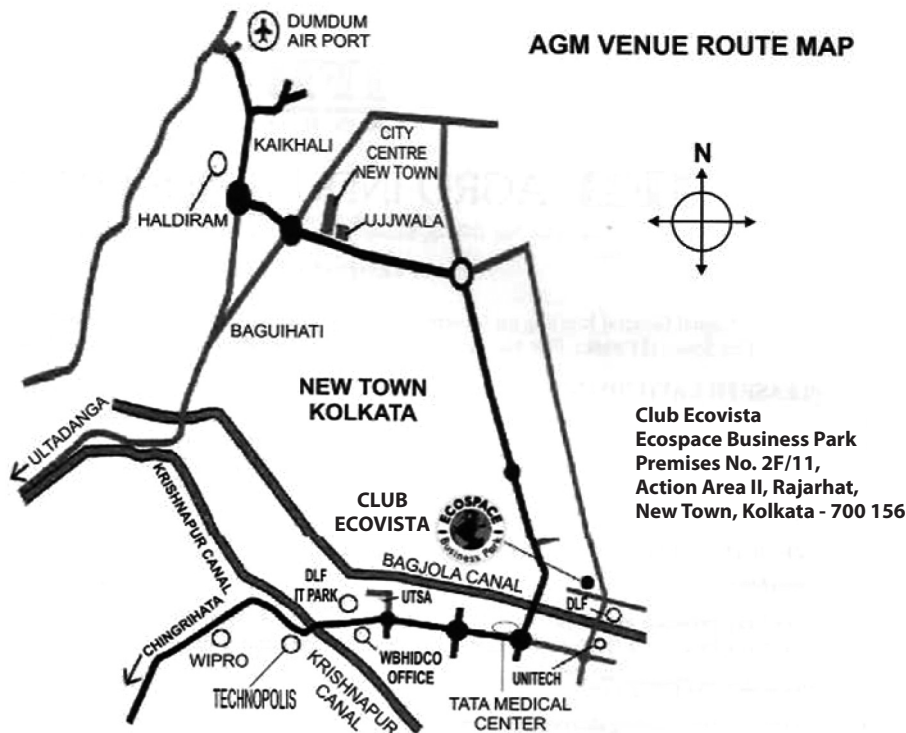 DUMDUM
AIR PORT
AGM VENUE ROUTE MAP
KAIKHALI
CITY
CENTRE
NEW TOWN
N
HALDIRAM
UJJWALA
BAGUIHATI
NEW TOWN
KOLKATA
ULTADANGA
KRISHNAPUR CANAL
Club Ecovista
Ecospace Business Park
Premises No. 2F/11,
Action Area II, Rajarhat,
New Town, Kolkata - 700 156
CLUB
ECOVISTA
ECOSPACE
Business Park
BAGJOLA CANAL
DLF
IT PARK
UTSA
DLF
CHINGRIHATA
WIPRO
TECHNOPOLIS
KRISHNAPUR
CANAL
WBHIDCO
OFFICE
UNITECH
TATA MEDICAL
CENTER